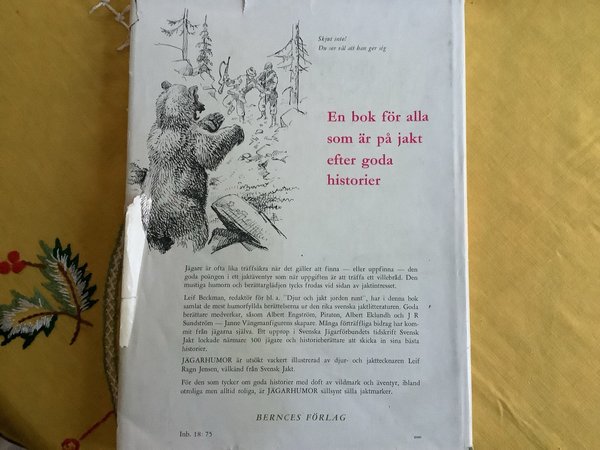 Skjut inte!
Du ser väl att han ger sig
En bok för alla
som är på jakt
efter goda
historier
Jägare är ofta lika träffsäkra när det gäller att finna — eller uppfinna — den
goda poängen i ett jaktäventyr som när uppgiften är att träffa ett villebråd. Den
mustiga humorn och berättarglädjen tycks frodas vid sidan av jaktintresset.
Leif Beckman, redaktör för bl. a. "Djur och jakt jorden runt", har i denna bok
samlat de mest humorfyllda berättelserna ur den rika svenska jaktlitteraturen. Goda
berättare medverkar, såsom Albert Engström, Piraten, Albert Eklundh och J R
Sundström — Janne Vängmanfigurens skapare. Många förträffliga bidrag har kom-
mit från jägarna själva. Ett upprop i Svenska Jägarförbundets tidskrift Svensk
Jakt lockade närmare 300 jägare och historieberättare att skicka in sina bästa
historier.
JÄGARHUMOR är utsökt vackert illustrerad av djur- och jakttecknaren Leif
Ragn Jensen, välkänd från Svensk Jakt.
För den som tycker om goda historier med doft av vildmark och äventyr, ibland
otroliga men alltid roliga, är JÄGARHUMOR sällsynt sälla jaktmarker.
BERNCES FÖRLAG
Inb. 18: 75